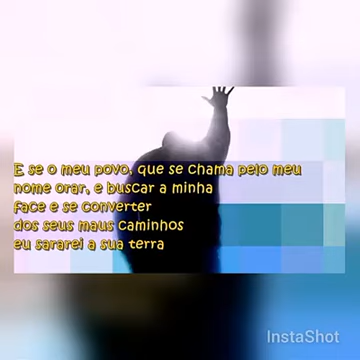 E se o meu povo, que se chama pelo meu
nome orar, e buscar a minha
face e se converter
dos seus maus caminhos
eu sararei a sua terra
InstaShot